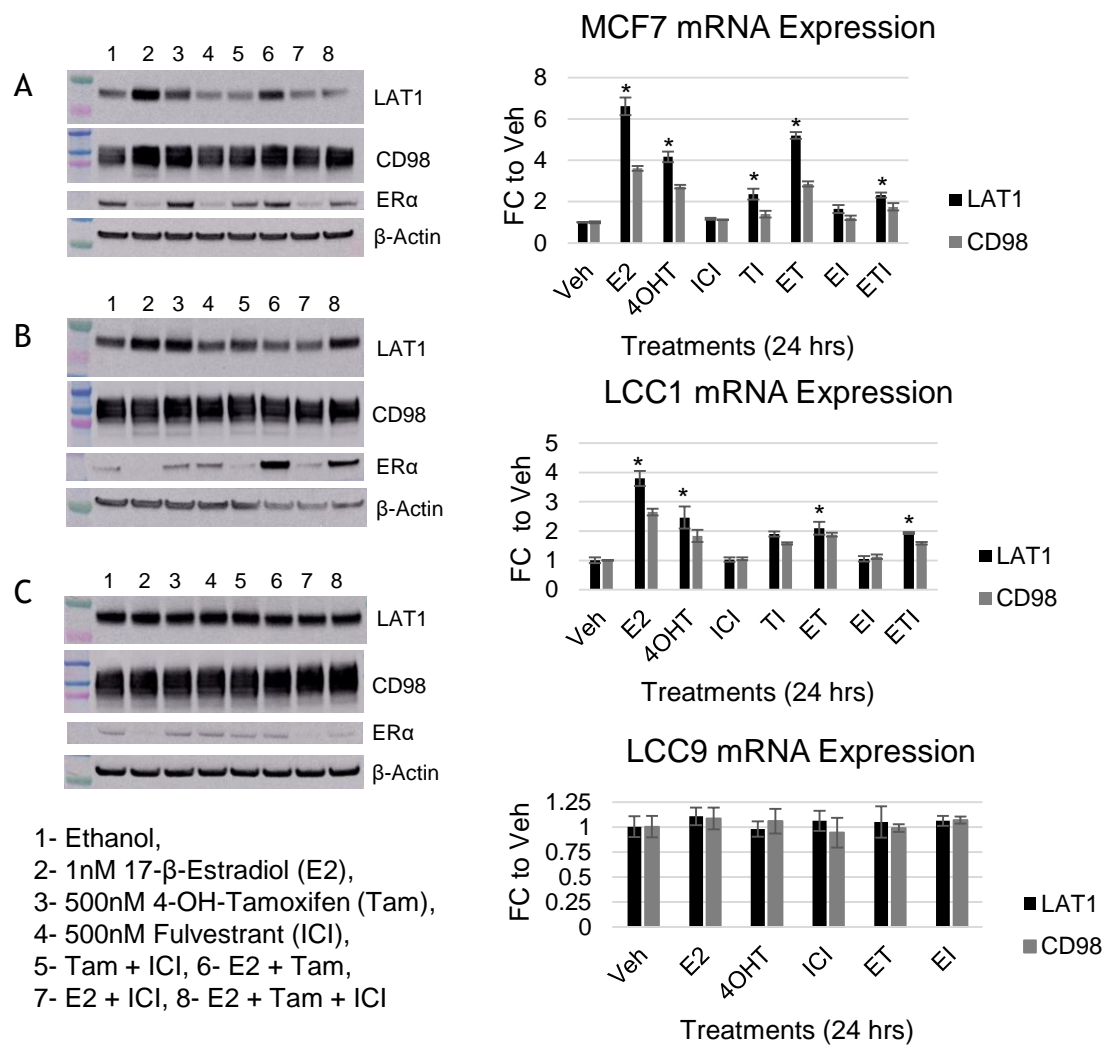 A
1 2 3 4 5 6 7 8
LAT1
CD98
ERα
β-Actin
B
1 2 3 4 5 6 7 8
LAT1
CD98
ERα
β-Actin
C
1 2 3 4 5 6 7 8
LAT1
CD98
ERα
β-Actin
1- Ethanol,
2- 1nM 17-β-Estradiol (E2),
3- 500nM 4-OH-Tamoxifen (Tam),
4- 500nM Fulvestrant (ICI),
5- Tam + ICI, 6- E2 + Tam,
7- E2 + ICI, 8- E2 + Tam + ICI
MCF7 mRNA Expression
FC to Veh
8
6
4
2
0
* * * * *
Veh E2 4OHT ICI TI ET EI ETI
Treatments (24 hrs)
LAT1
CD98
LCC1 mRNA Expression
FC to Veh
5
4
3
2
1
0
* * * *
Veh E2 4OHT ICI TI ET EI ETI
Treatments (24 hrs)
LAT1
CD98
LCC9 mRNA Expression
FC to Veh
1.25
1
0.75
0.5
0.25
0
Veh E2 4OHT ICI ET EI
Treatments (24 hrs)
LAT1
CD98